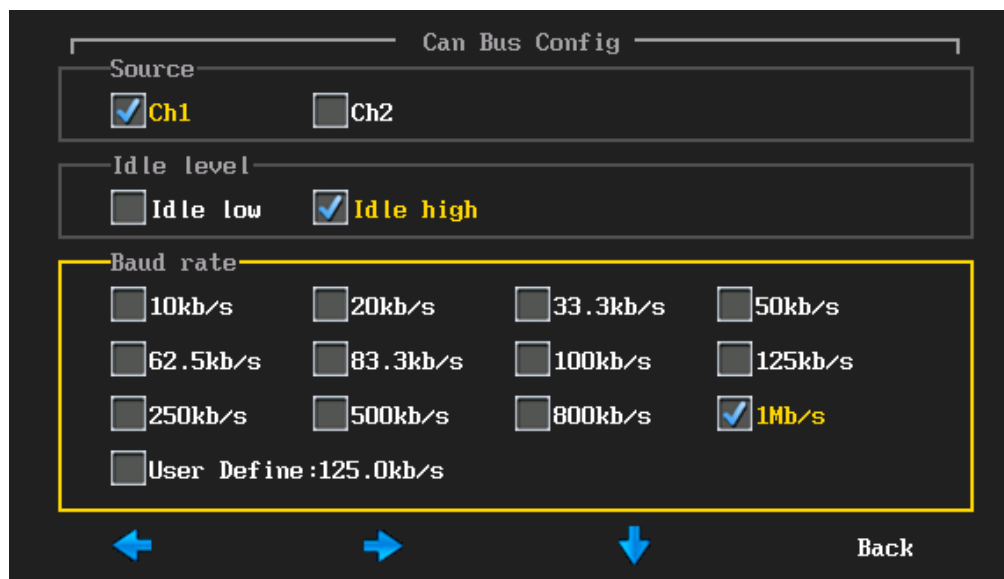 Can Bus Config
Source
Ch1 Ch2
Idle level
Idle low Idle high
Baud rate
10kb/s 20kb/s 33.3kb/s 50kb/s
62.5kb/s 83.3kb/s 100kb/s 125kb/s
250kb/s 500kb/s 800kb/s 1Mb/s
User Define:125.0kb/s
Back